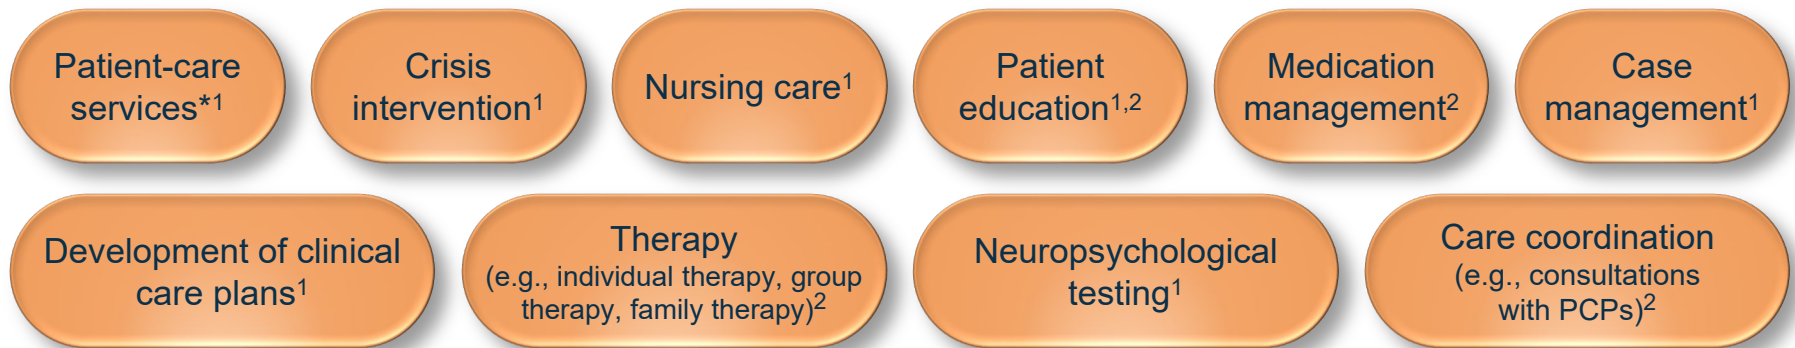 Patient-care
services*1
Crisis
intervention1
Nursing care1
Patient
education1,2
Medication
management2
Case
management1
Development of clinical
care plans1
Therapy
(e.g., individual therapy, group
therapy, family therapy)2
Neuropsychological
testing1
Care coordination
(e.g., consultations
with PCPs)2